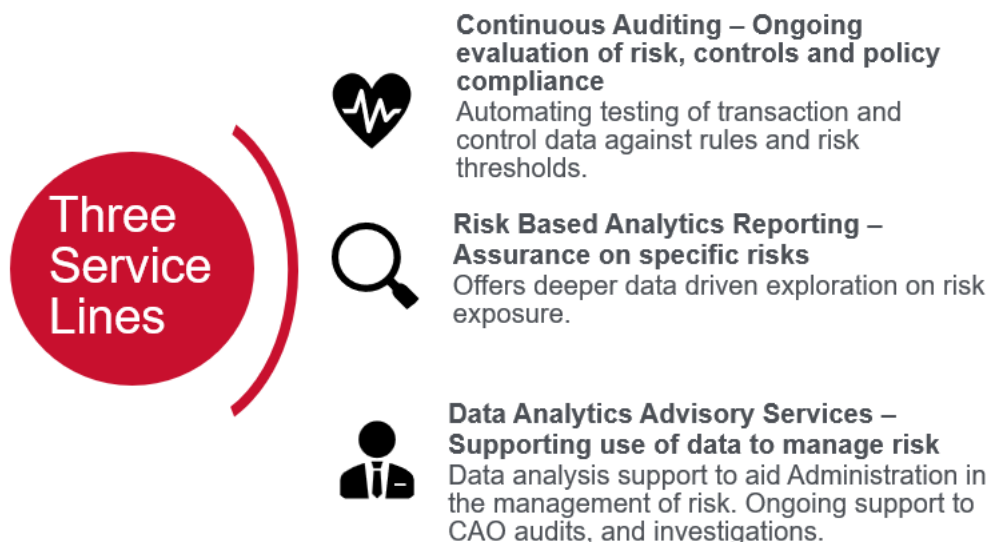 Three
Service
Lines
Continuous Auditing – Ongoing
evaluation of risk, controls and policy
compliance
Automating testing of transaction and
control data against rules and risk
thresholds.
Risk Based Analytics Reporting –
Assurance on specific risks
Offers deeper data driven exploration on risk
exposure.
Data Analytics Advisory Services –
Supporting use of data to manage risk
Data analysis support to aid Administration in
the management of risk. Ongoing support to
CAO audits, and investigations.